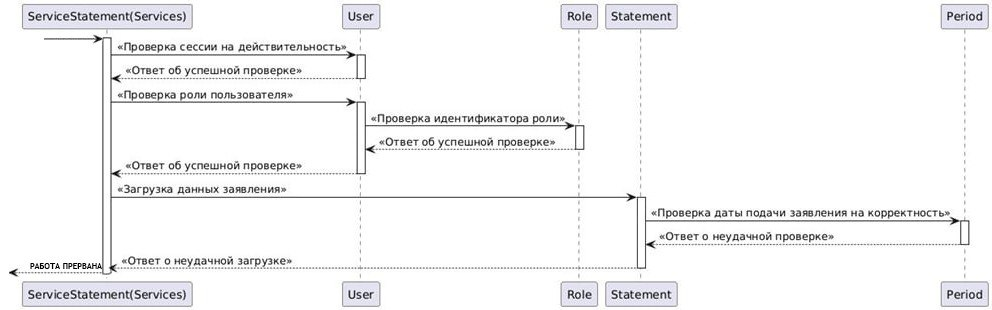 ServiceStatement(Services) User Role Statement Period
«Проверка сессии на действительность»
«Ответ об успешной проверке»
«Проверка роли пользователя»
«Проверка идентификатора роли»
«Ответ об успешной проверке»
«Ответ об успешной проверке»
«Загрузка данных заявления»
«Проверка даты подачи заявления на корректность»
«Ответ о неудачной проверке»
«Ответ о неудачной загрузке»
РАБОТА ПРЕРВАНА
ServiceStatement(Services) User Role Statement Period